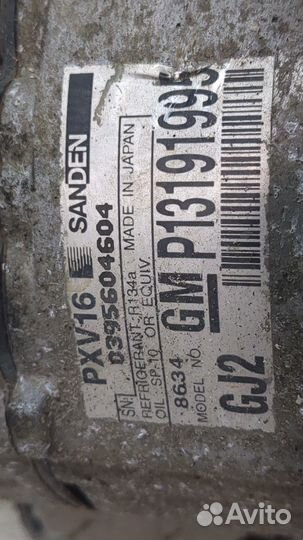 PXV16 SANDEN
D395604604
SN
REFRIGERANT:R134a MADE IN JAPAN
OIL :SP-10 OR EQUIV.
8634
MODEL NO.
GM P13191995
GJ2
Avito